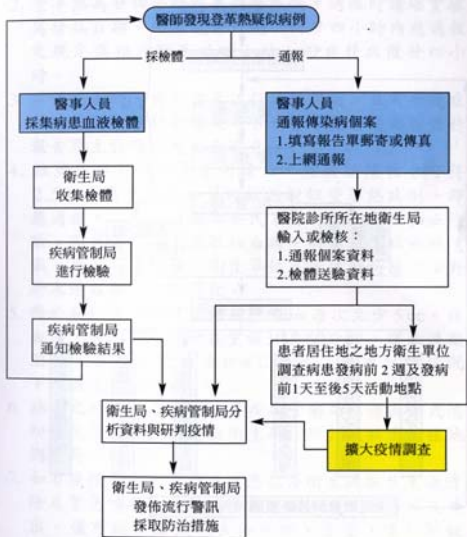 醫師發現登革熱疑似病例
採檢體
通報
醫事人員
採集病患血液檢體
醫事人員
通報傳染病個案
1.填寫報告單郵寄或傳真
2.上網通報
衛生局
收集檢體
醫院診所所在地衛生局
輸入或檢核：
1.通報個案資料
2.檢體送驗資料
疾病管制局
進行檢驗
疾病管制局
通知檢驗結果
患者居住地之地方衛生單位
調查病患發病前2週及發病
前1天至後5天活動地點
衛生局、疾病管制局分
析資料與研判疫情
擴大疫情調查
衛生局、疾病管制局
發佈流行警訊
採取防治措施